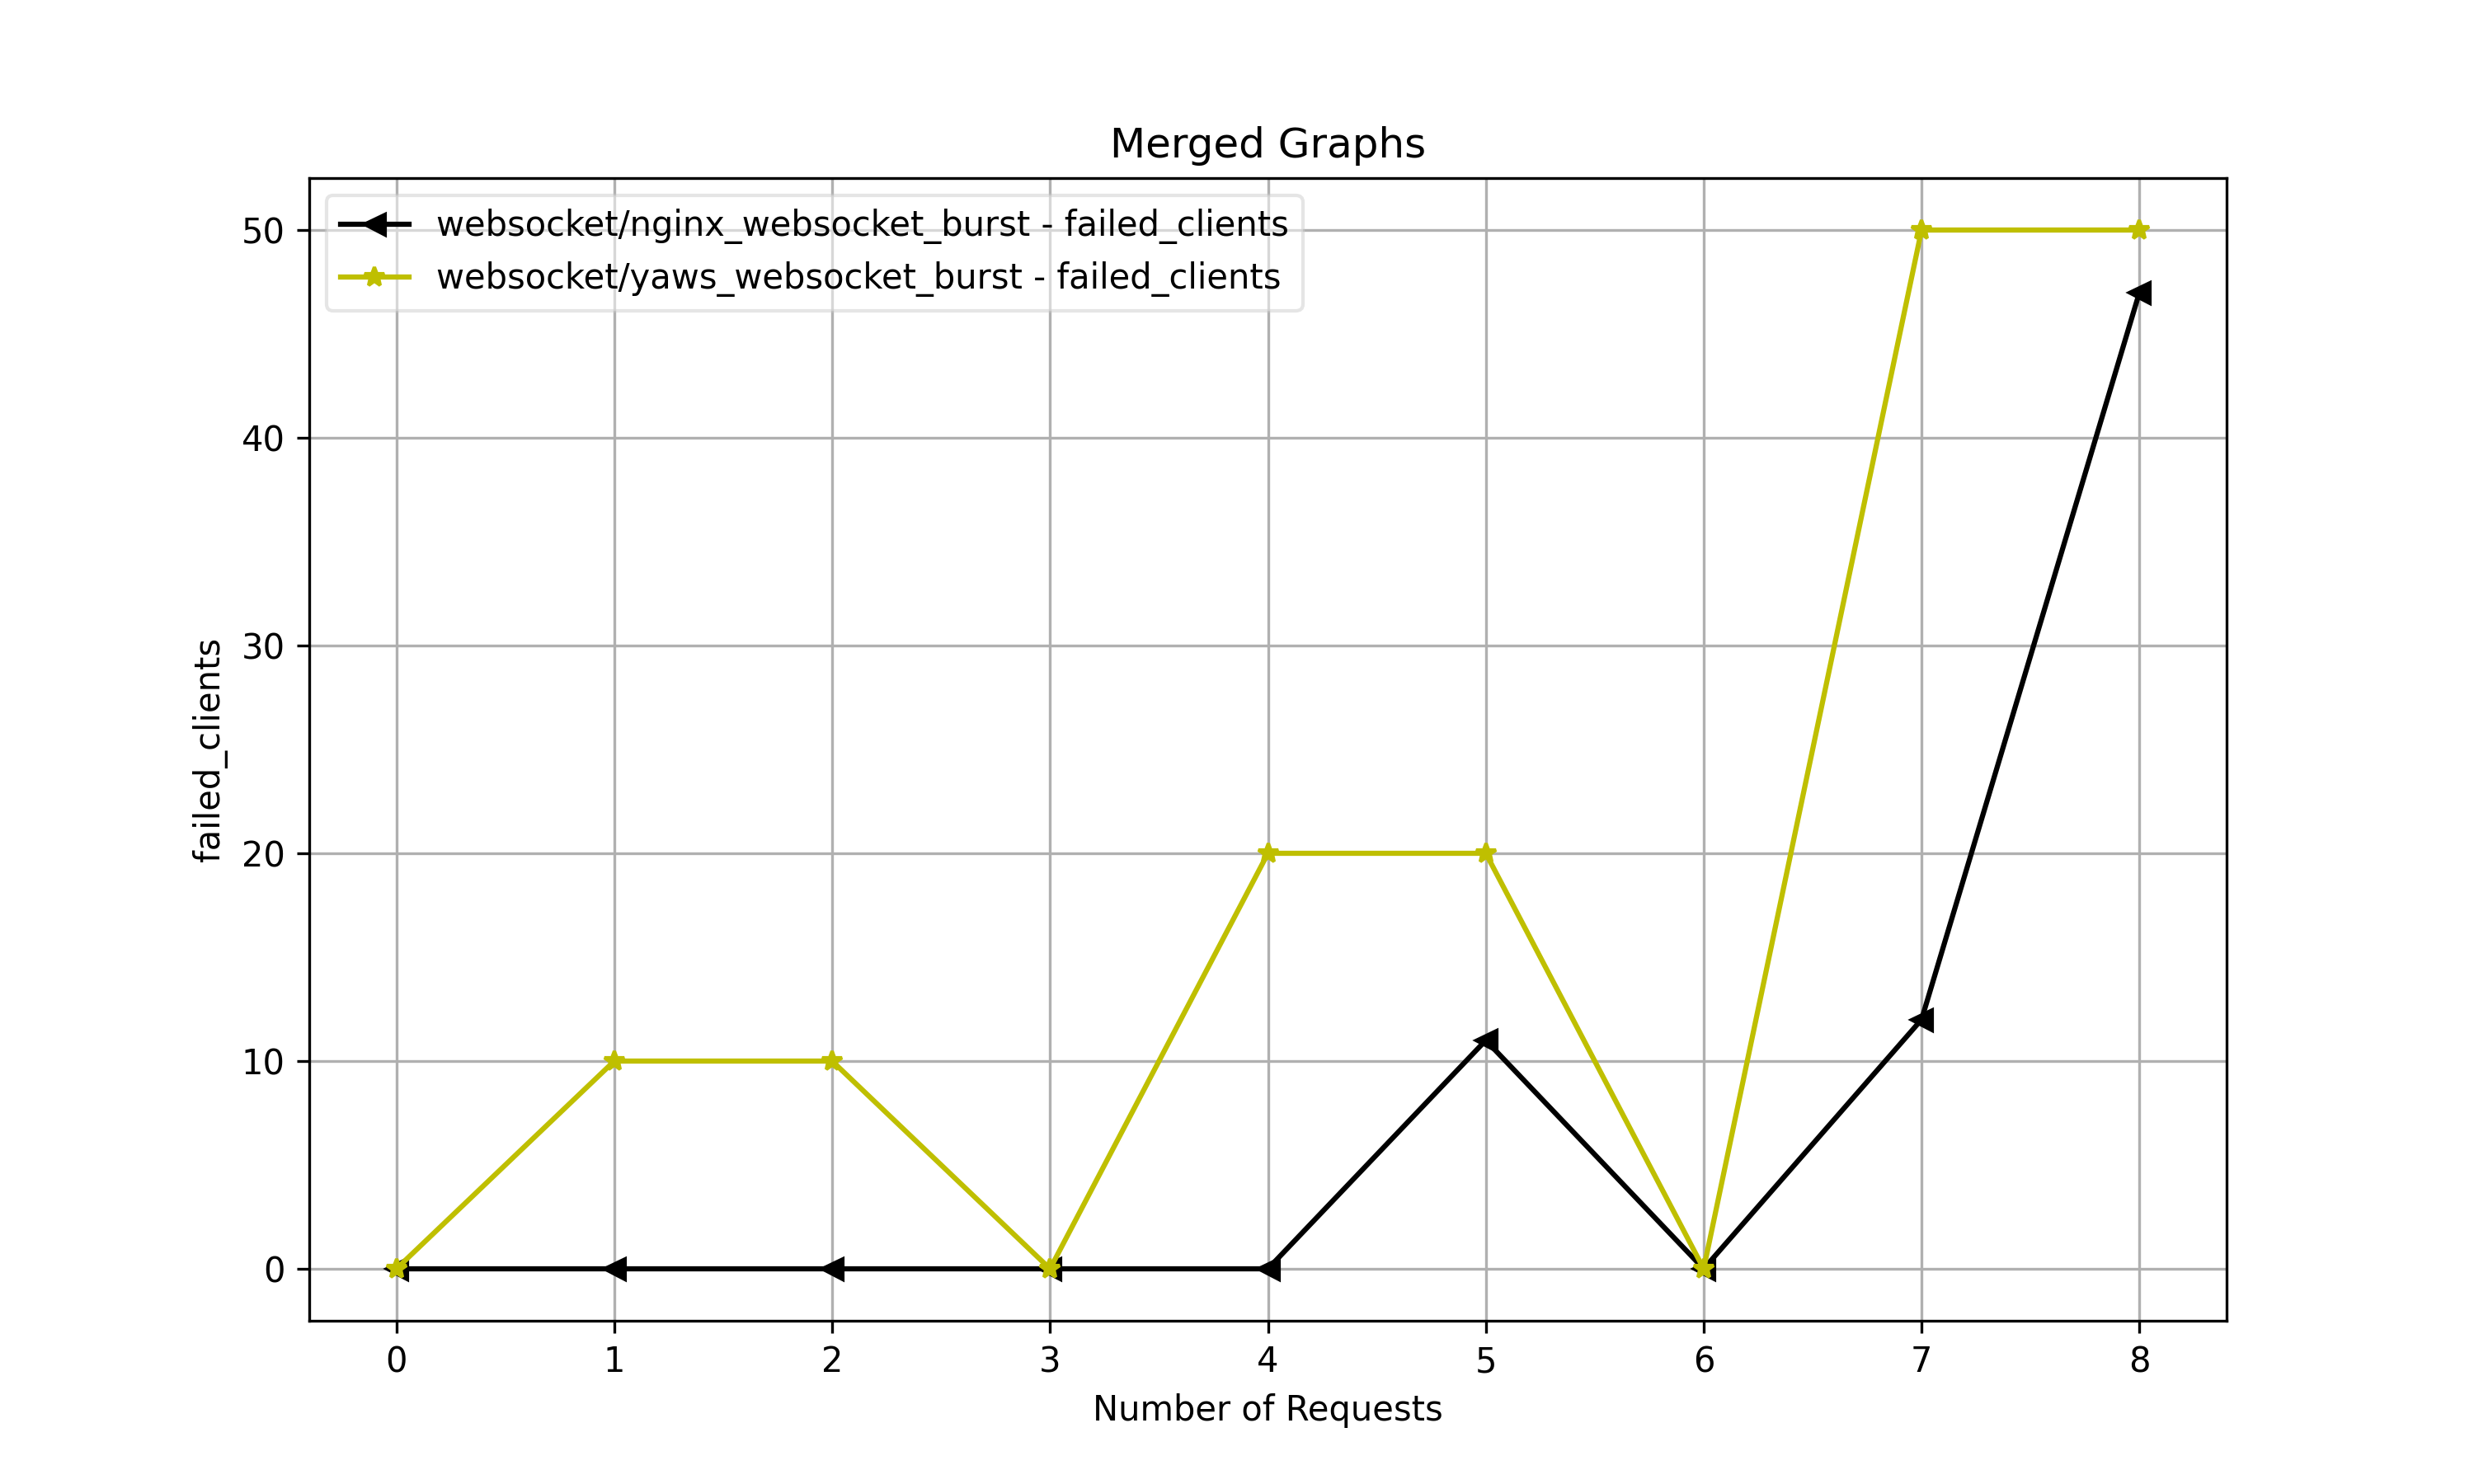 Merged Graphs
websocket/nginx_websocket_burst - failed_clients
websocket/yaws_websocket_burst - failed_clients
failed_clients
50
40
30
20
10
0
0 1 2 3 4 5 6 7 8
Number of Requests